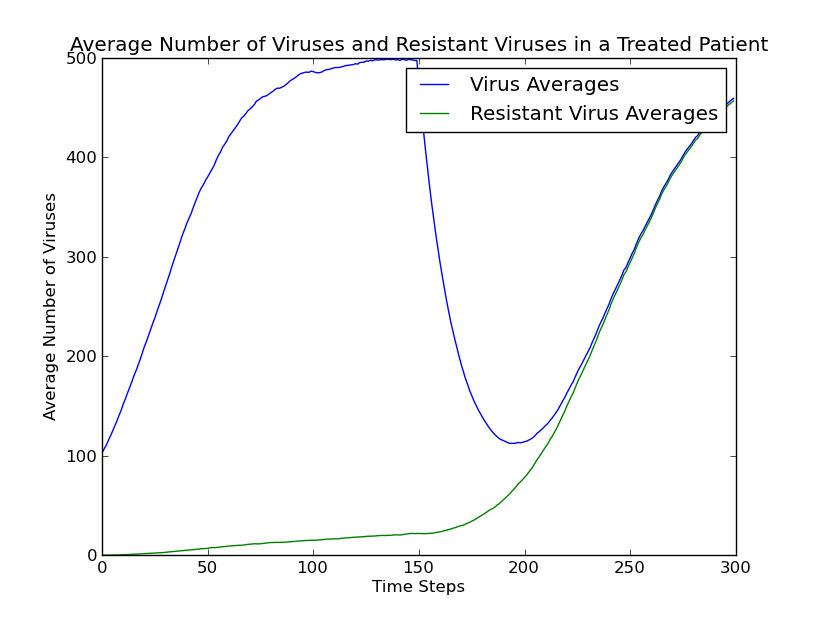 Average Number of Viruses and Resistant Viruses in a Treated Patient
500
Virus Averages
Resistant Virus Averages
400
300
Average Number of Viruses
200
100
0
0 50 100 150 200 250 300
Time Steps